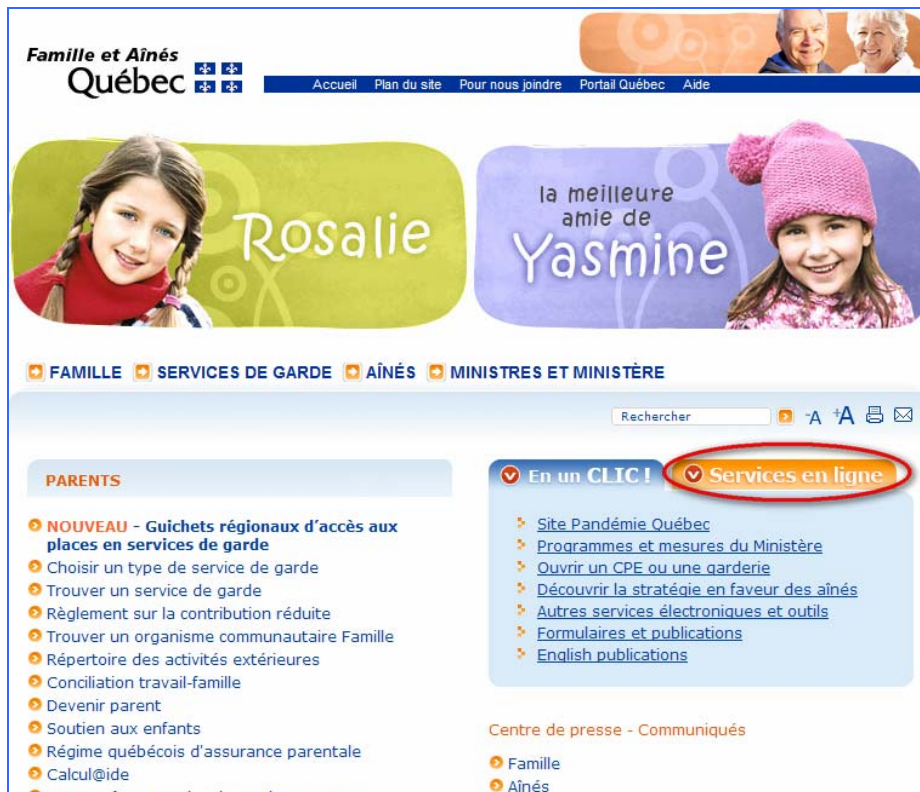 Famille et Aînés
Québec
Accueil Plan du site Pour nous joindre Portail Québec Aide
Rosalie
la meilleure
amie de
Yasmine
FAMILLE SERVICES DE GARDE AÎNÉS MINISTRES ET MINISTÈRE
Rechercher -A +A
PARENTS
NOUVEAU - Guichets régionaux d'accès aux
places en services de garde
Choisir un type de service de garde
Trouver un service de garde
Règlement sur la contribution réduite
Trouver un organisme communautaire Famille
Répertoire des activités extérieures
Conciliation travail-famille
Devenir parent
Soutien aux enfants
Régime québécois d'assurance parentale
Calcul@ide
En un CLIC !
Services en ligne
Site Pandémie Québec
Programmes et mesures du Ministère
Ouvrir un CPE ou une garderie
Découvrir la stratégie en faveur des aînés
Autres services électroniques et outils
Formulaires et publications
English publications
Centre de presse - Communiqués
Famille
Aînés